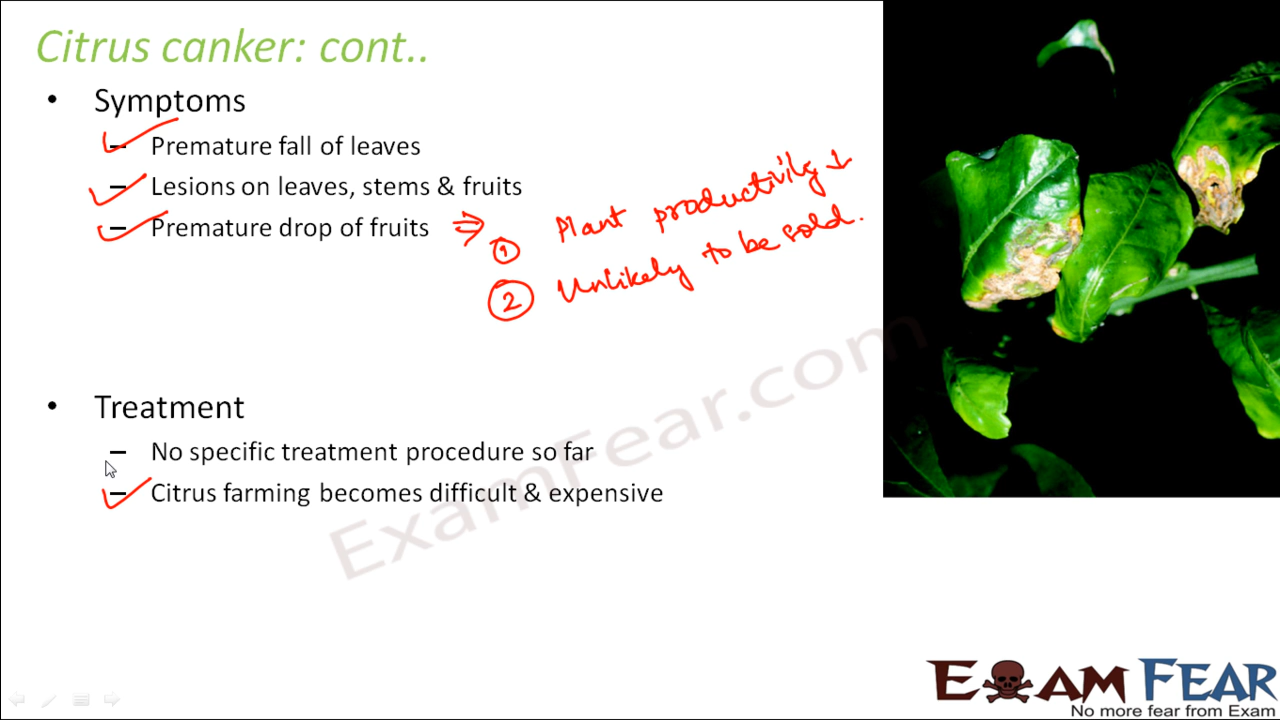 Citrus canker: cont..
• Symptoms
– Premature fall of leaves
– Lesions on leaves, stems & fruits
– Premature drop of fruits ⇒
① Plant productivity ↓
② Unlikely to be sold.
• Treatment
– No specific treatment procedure so far
– Citrus farming becomes difficult & expensive
ExamFear.com
EXAM FEAR
No more fear from Exam